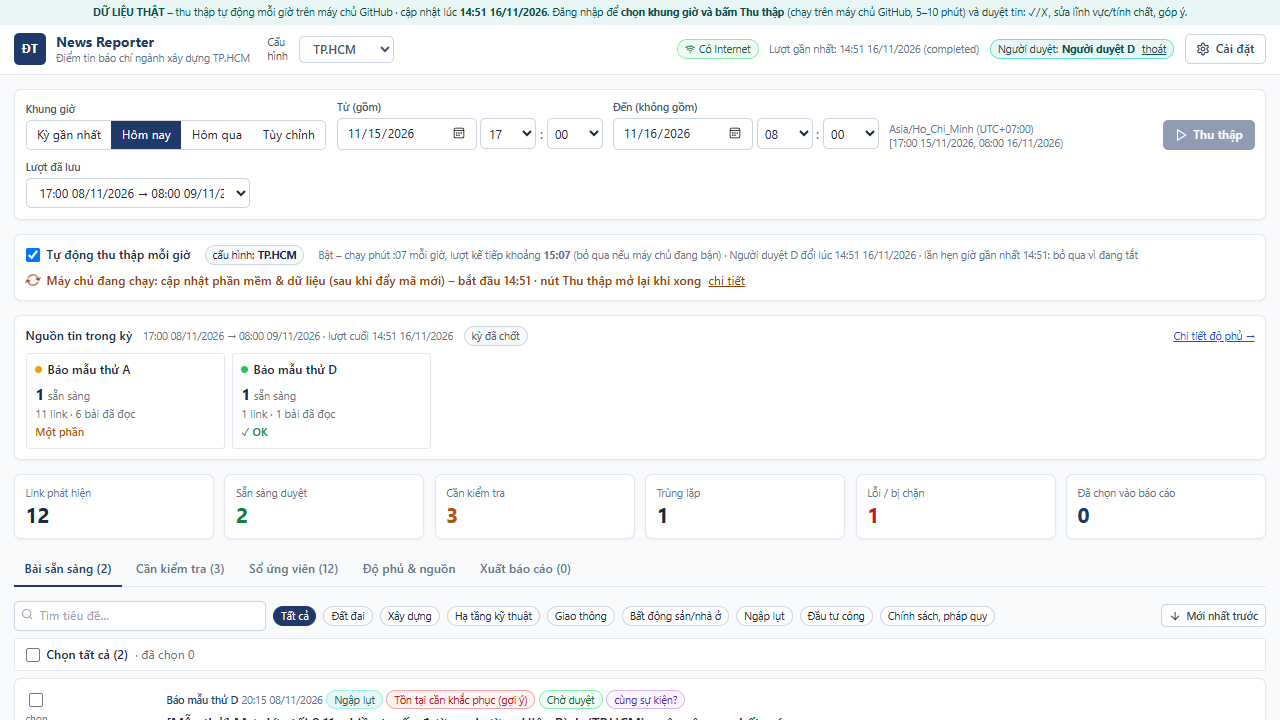 DỮ LIỆU THẬT – thu thập tự động mỗi giờ trên máy chủ GitHub · cập nhật lúc 14:51 16/11/2026. Đăng nhập để chọn khung giờ và bấm Thu thập (chạy trên máy chủ GitHub, 5–10 phút) và duyệt tin: ✓/X, sửa lĩnh vực/tính chất, góp ý.
ĐT
News Reporter
Điểm tin báo chí ngành xây dựng TP.HCM
Cấu hình
TP.HCM
Có Internet
Lượt gần nhất: 14:51 16/11/2026 (completed)
Người duyệt: Người duyệt D thoát
Cài đặt
Khung giờ
Kỳ gần nhất Hôm nay Hôm qua Tùy chỉnh
Từ (gồm)
11/15/2026 17 : 00
Đến (không gồm)
11/16/2026 08 : 00
Asia/Ho_Chi_Minh (UTC+07:00)
[17:00 15/11/2026, 08:00 16/11/2026)
Thu thập
Lượt đã lưu
17:00 08/11/2026 → 08:00 09/11/2
Tự động thu thập mỗi giờ cấu hình: TP.HCM Bật – chạy phút :07 mỗi giờ, lượt kế tiếp khoảng 15:07 (bỏ qua nếu máy chủ đang bận) · Người duyệt D đổi lúc 14:51 16/11/2026 · lần hẹn giờ gần nhất 14:51: bỏ qua vì đang tắt
Máy chủ đang chạy: cập nhật phần mềm & dữ liệu (sau khi đẩy mã mới) – bắt đầu 14:51 · nút Thu thập mở lại khi xong chi tiết
Nguồn tin trong kỳ 17:00 08/11/2026 → 08:00 09/11/2026 · lượt cuối 14:51 16/11/2026 kỳ đã chốt
Chi tiết độ phủ →
Báo mẫu thử A
1 sẵn sàng
11 link · 6 bài đã đọc
Một phần
Báo mẫu thử D
1 sẵn sàng
1 link · 1 bài đã đọc
✓ OK
Link phát hiện
12
Sẵn sàng duyệt
2
Cần kiểm tra
3
Trùng lặp
1
Lỗi / bị chặn
1
Đã chọn vào báo cáo
0
Bài sẵn sàng (2) Cần kiểm tra (3) Sổ ứng viên (12) Độ phủ & nguồn Xuất báo cáo (0)
Tìm tiêu đề...
Tất cả Đất đai Xây dựng Hạ tầng kỹ thuật Giao thông Bất động sản/nhà ở Ngập lụt Đầu tư công Chính sách, pháp quy
Mới nhất trước
Chọn tất cả (2) · đã chọn 0
Báo mẫu thử D 20:15 08/11/2026 Ngập lụt Tồn tại cần khắc phục (gợi ý) Chờ duyệt cùng sự kiện?